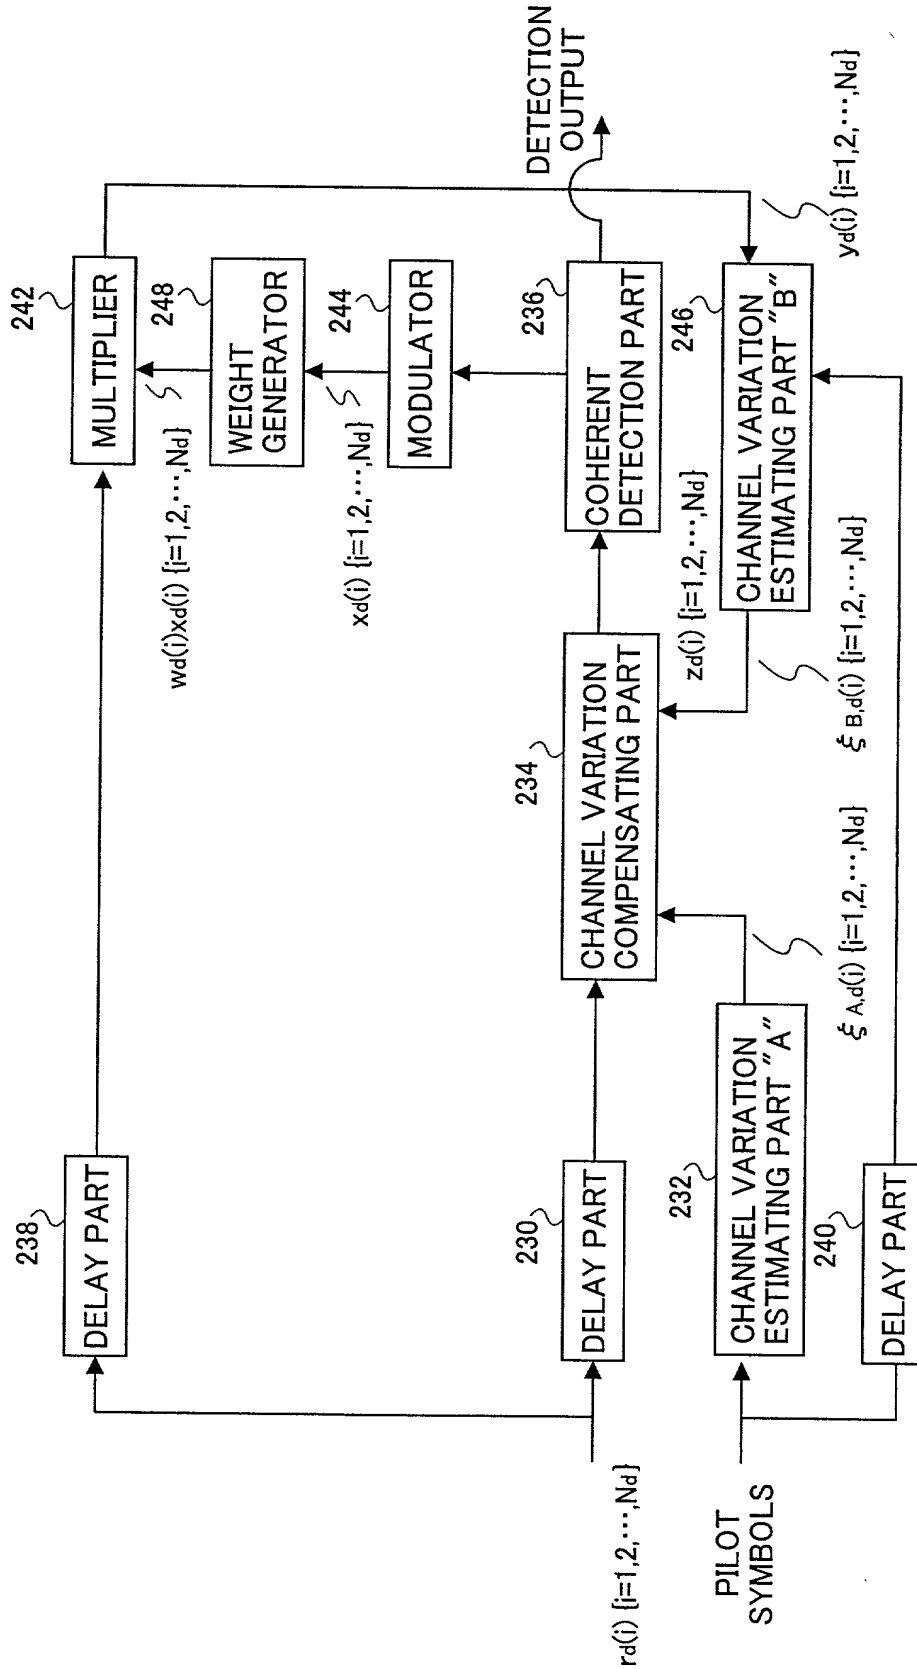 238
DELAY PART
242
MULTIPLIER
wd(i)xd(i) {i=1,2,⋯,Nd}
248
WEIGHT
GENERATOR
xd(i) {i=1,2,⋯,Nd}
244
MODULATOR
DETECTION
OUTPUT
rd(i) {i=1,2,⋯,Nd}
230
DELAY PART
234
CHANNEL VARIATION
COMPENSATING PART
236
COHERENT
DETECTION PART
zd(i) {i=1,2,⋯,Nd}
PILOT
SYMBOLS
232
CHANNEL VARIATION
ESTIMATING PART "A"
246
CHANNEL VARIATION
ESTIMATING PART "B"
ξA,d(i) {i=1,2,⋯,Nd}
ξB,d(i) {i=1,2,⋯,Nd}
yd(i) {i=1,2,⋯,Nd}
240
DELAY PART